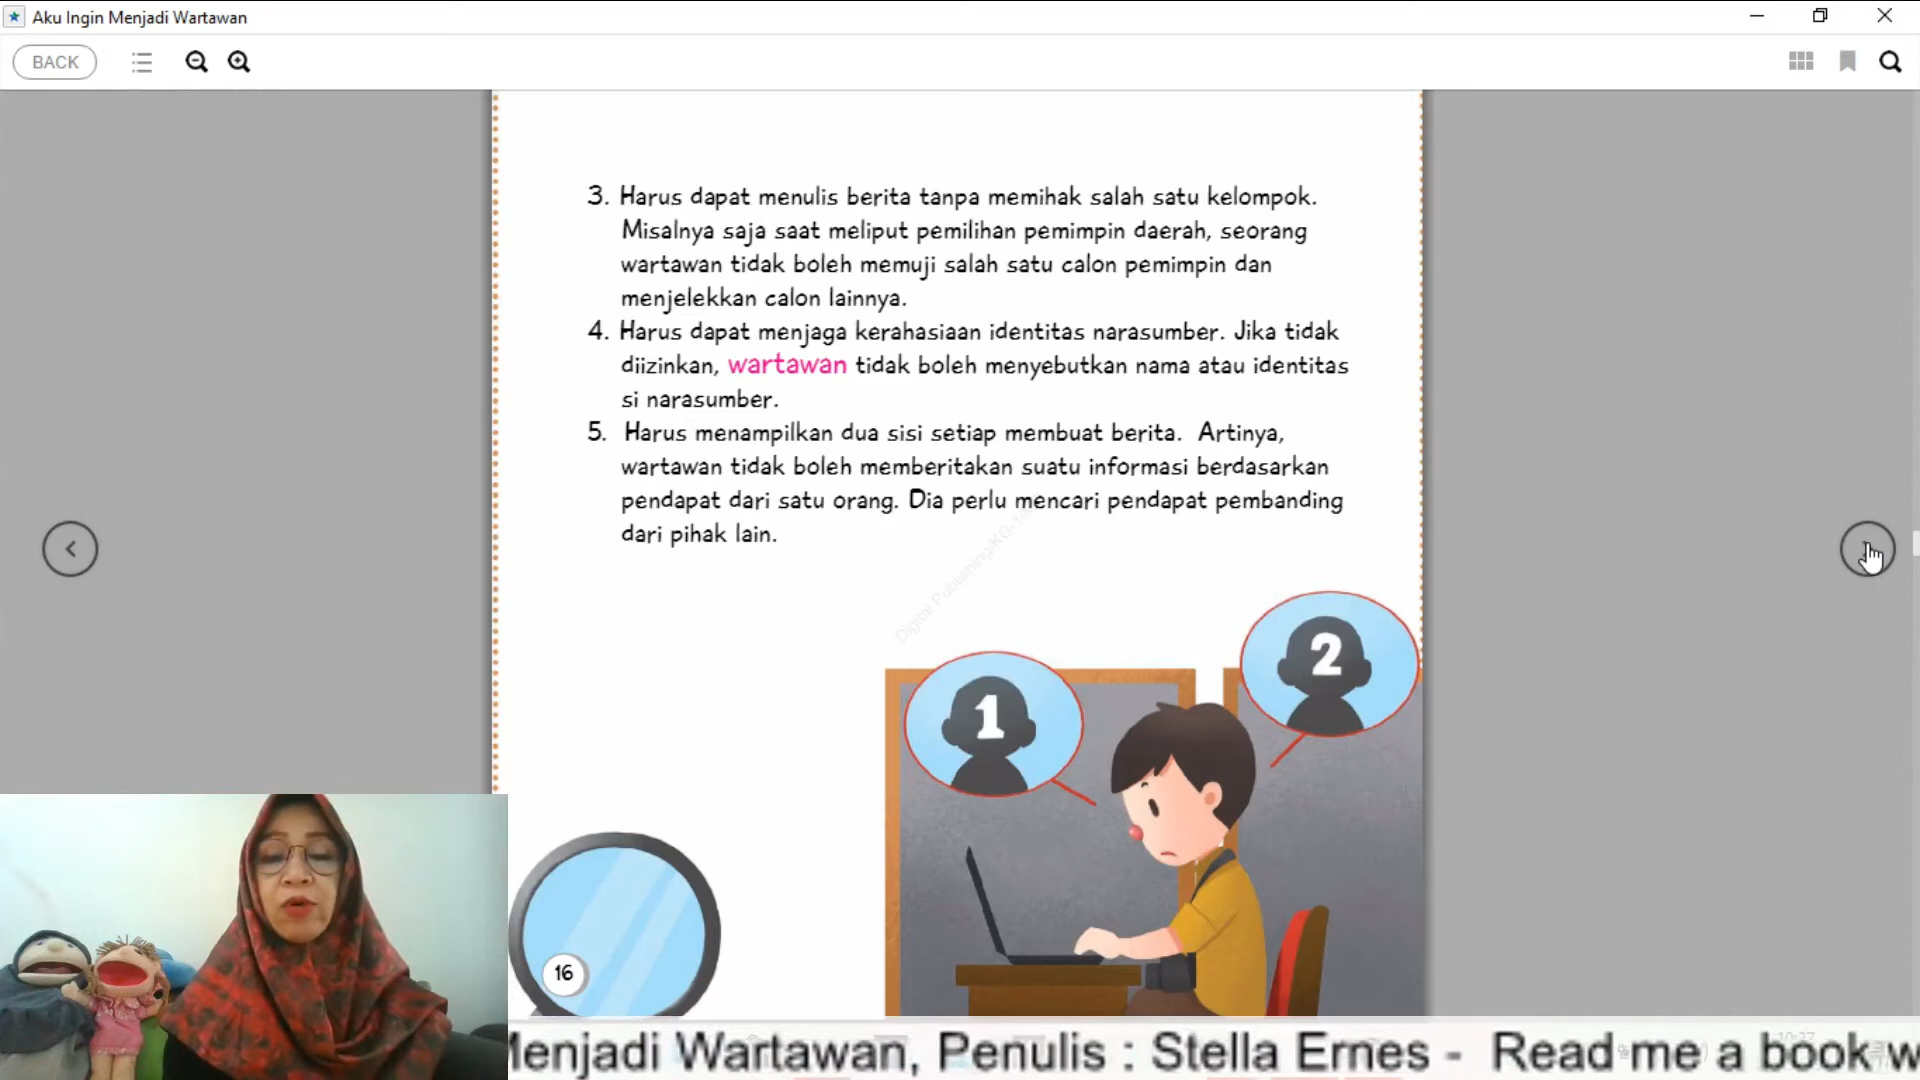 Aku Ingin Menjadi Wartawan
BACK
3. Harus dapat menulis berita tanpa memihak salah satu kelompok.
Misalnya saja saat meliput pemilihan pemimpin daerah, seorang
wartawan tidak boleh memuji salah satu calon pemimpin dan
menjelekkan calon lainnya.
4. Harus dapat menjaga kerahasiaan identitas narasumber. Jika tidak
diizinkan, wartawan tidak boleh menyebutkan nama atau identitas
si narasumber.
5. Harus menampilkan dua sisi setiap membuat berita. Artinya,
wartawan tidak boleh memberitakan suatu informasi berdasarkan
pendapat dari satu orang. Dia perlu mencari pendapat pembanding
dari pihak lain.
1
2
16
Menjadi Wartawan, Penulis : Stella Ernes - Read me a book w